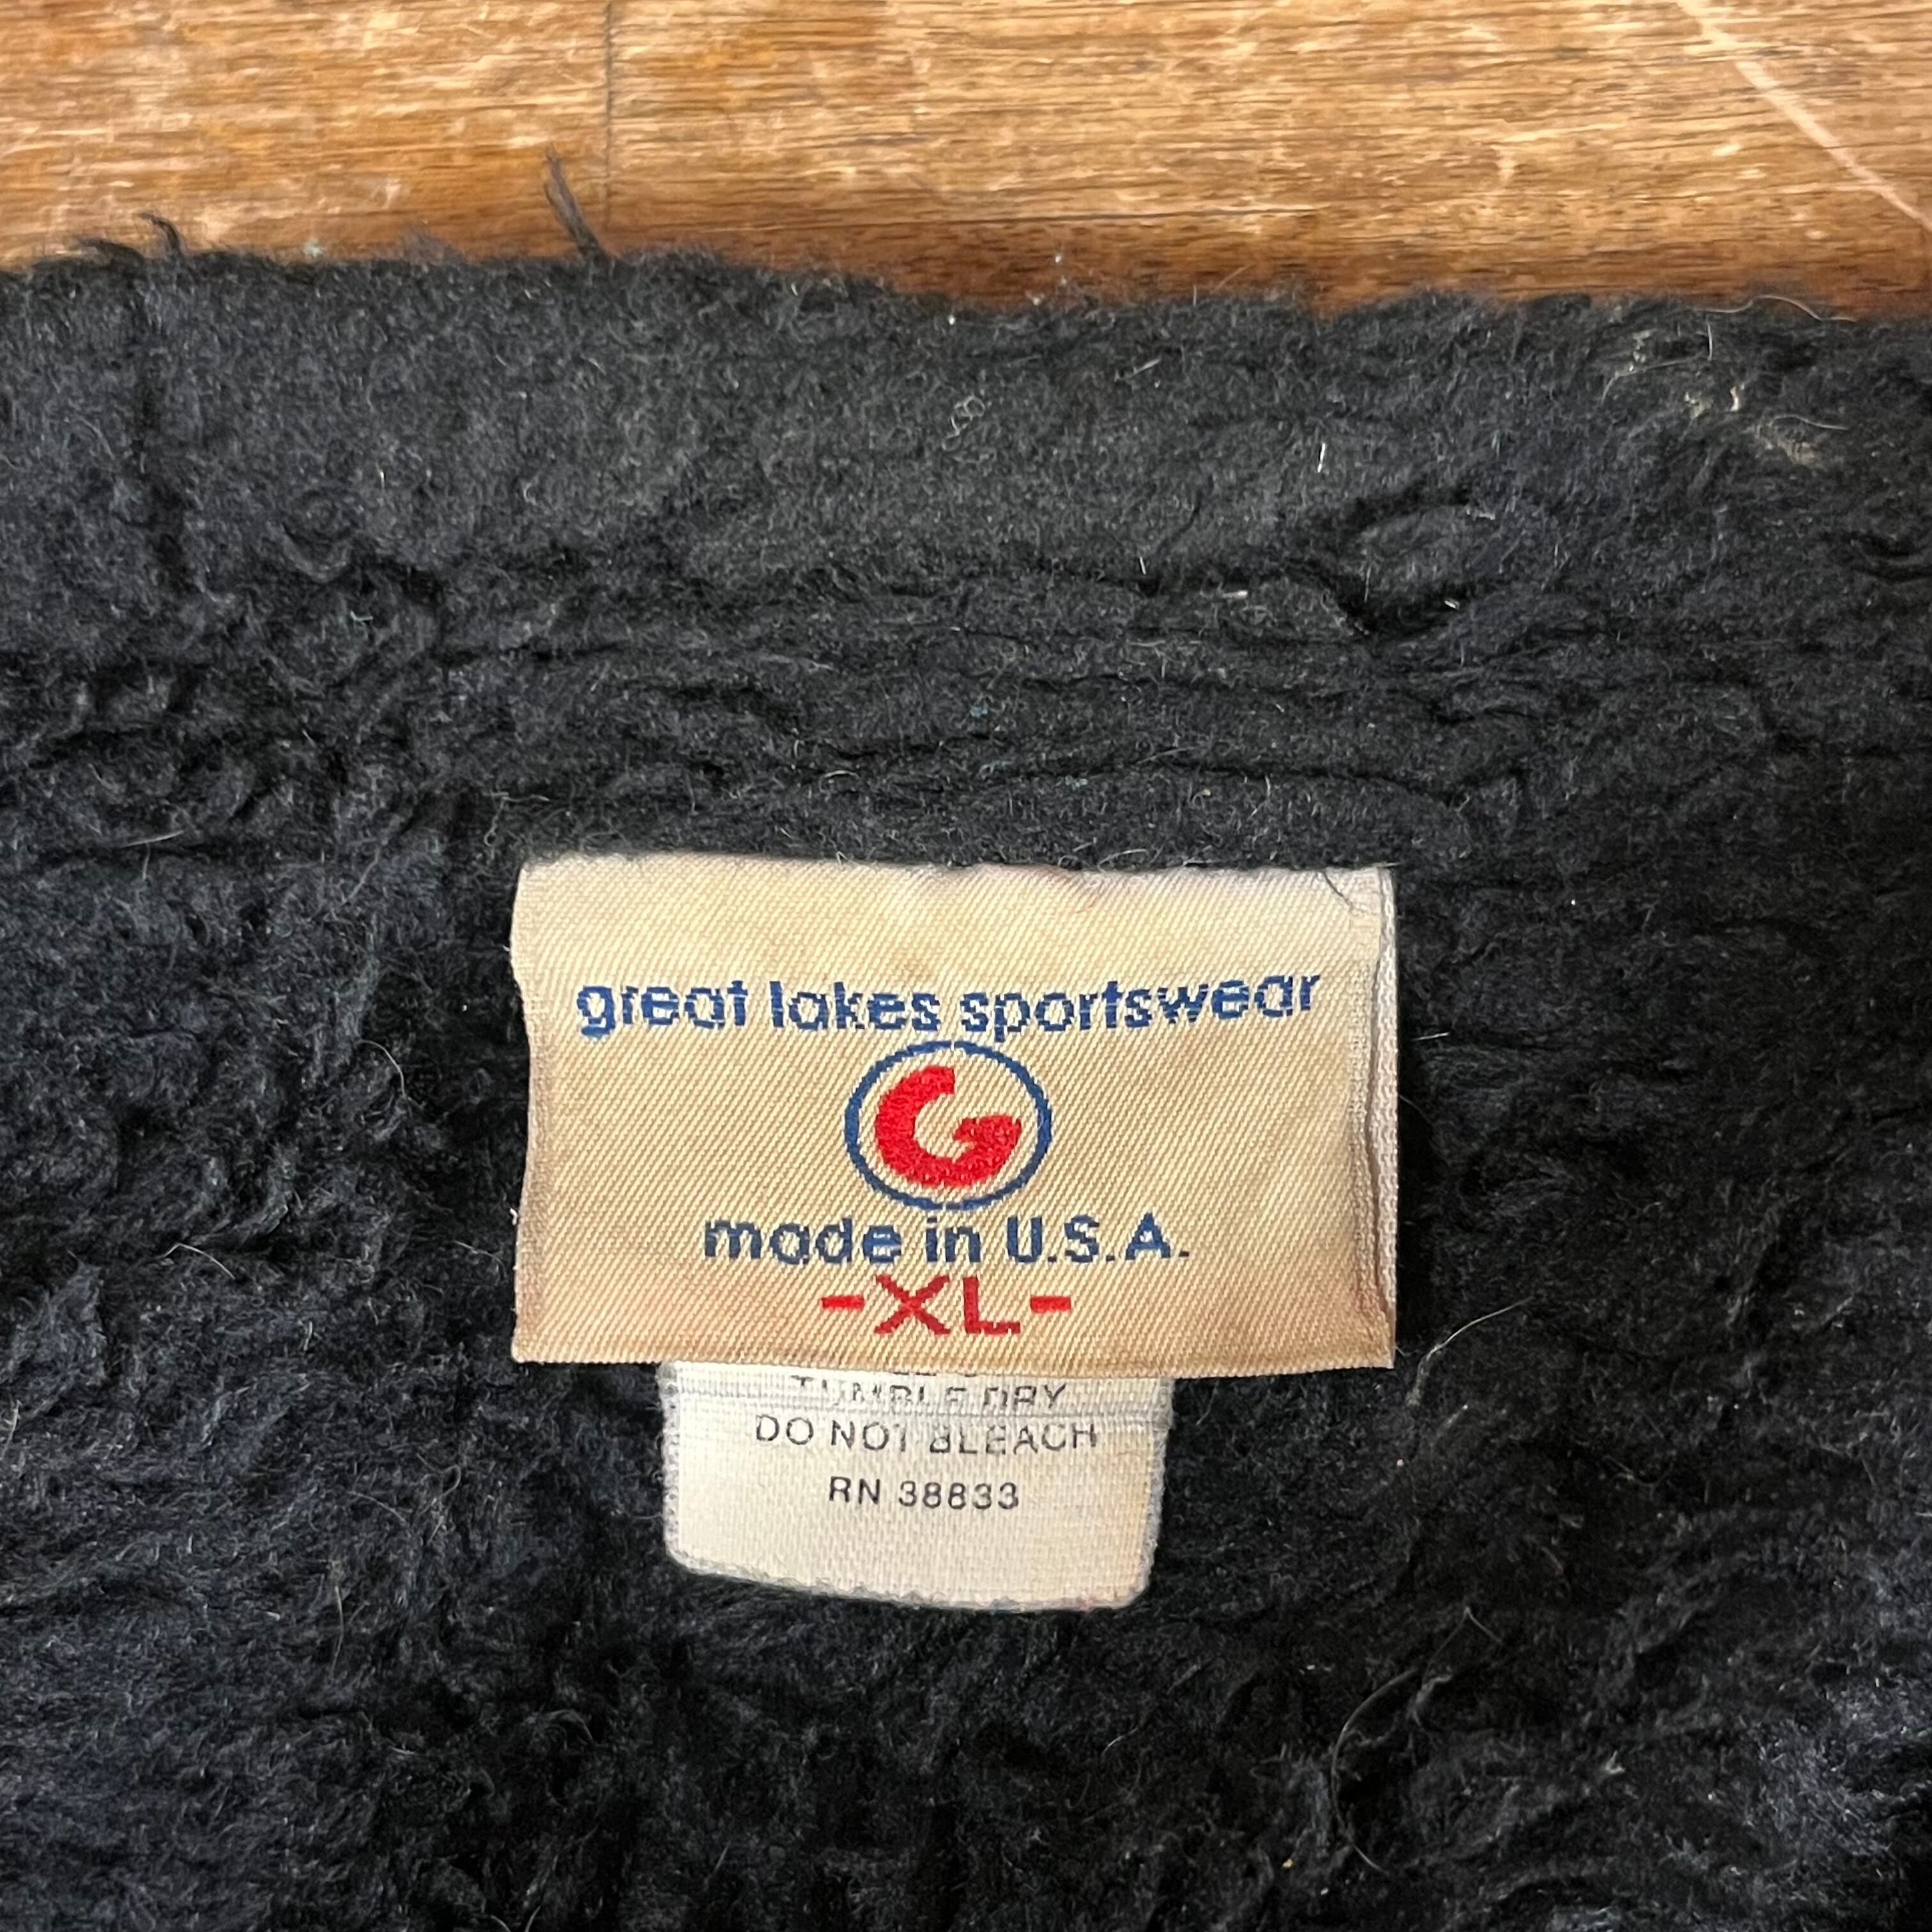 great lakes sportswear
G
made in U.S.A.
-XL-
TUMBLE DRY
DO NOT BLEACH
RN 38833